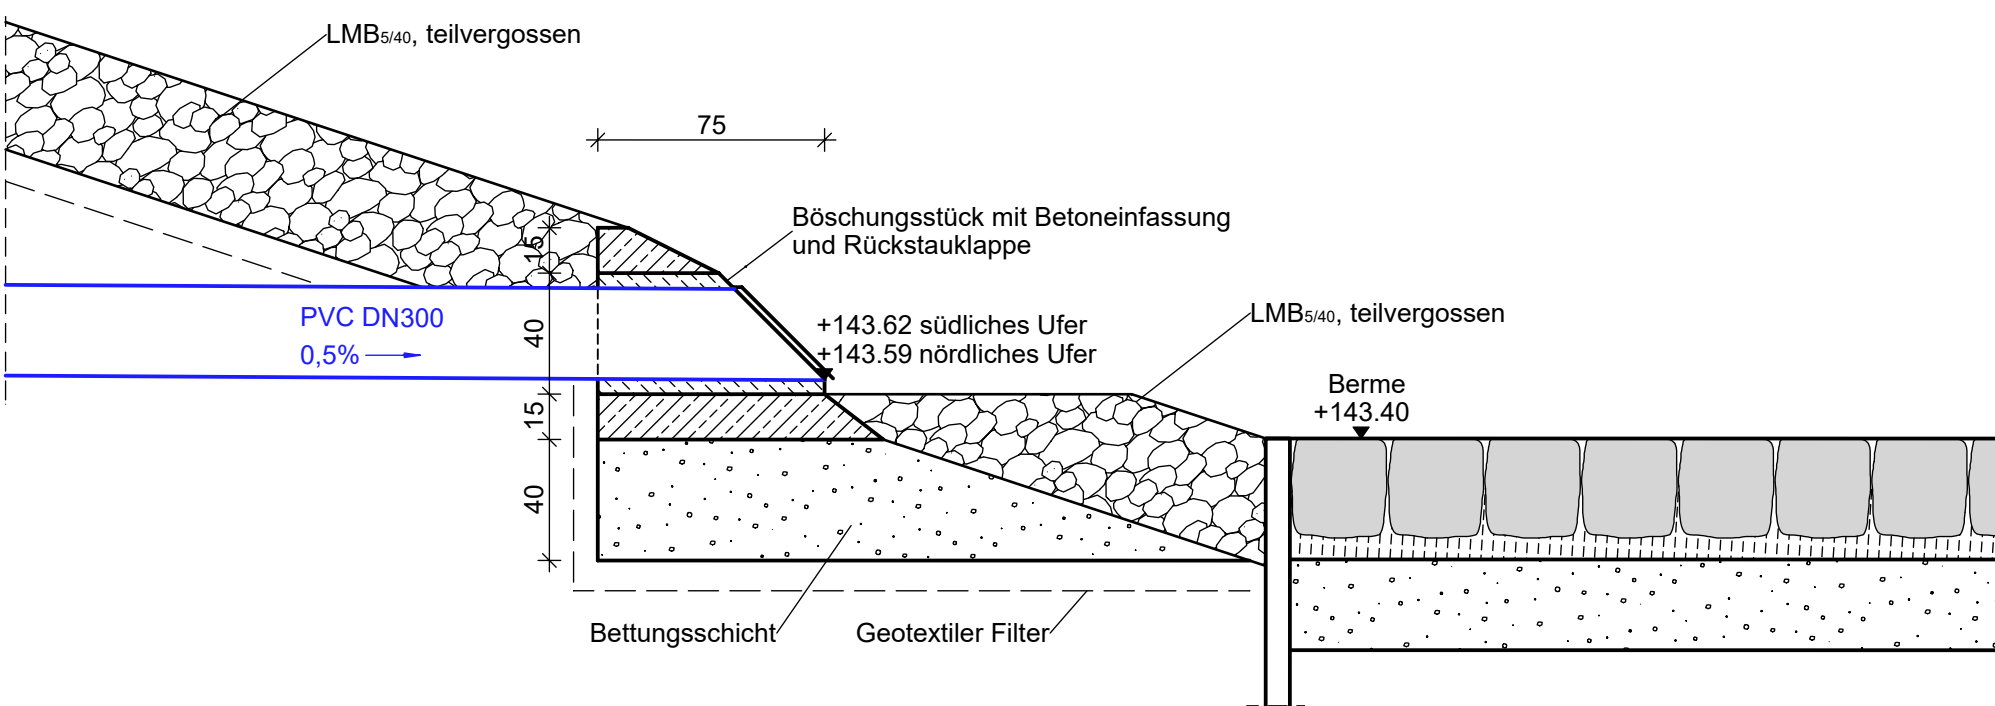 LMB5/40, teilvergossen
75
Böschungsstück mit Betoneinfassung
und Rückstauklappe
15
PVC DN300
0,5%
40
+143.62 südliches Ufer
+143.59 nördliches Ufer
LMB5/40, teilvergossen
Berme
+143.40
15
40
Bettungsschicht
Geotextiler Filter